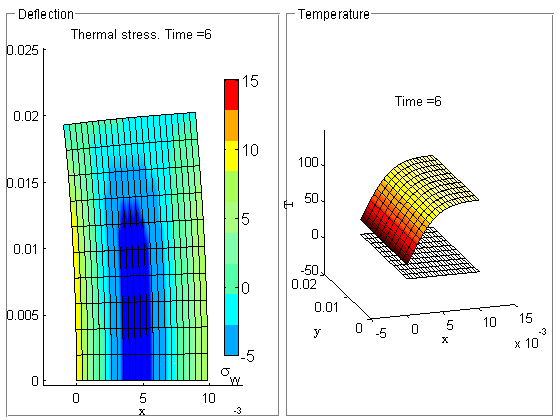 Deflection
Thermal stress. Time =6
0.025
0.02
0.015
0.01
0.005
0
0 5 10
x
-3
15
10
5
0
-5
σw
Temperature
Time =6
T
100
50
0
-50
0.02
0.01
0
y
-5 0 5 10 15
x
x 10 -3